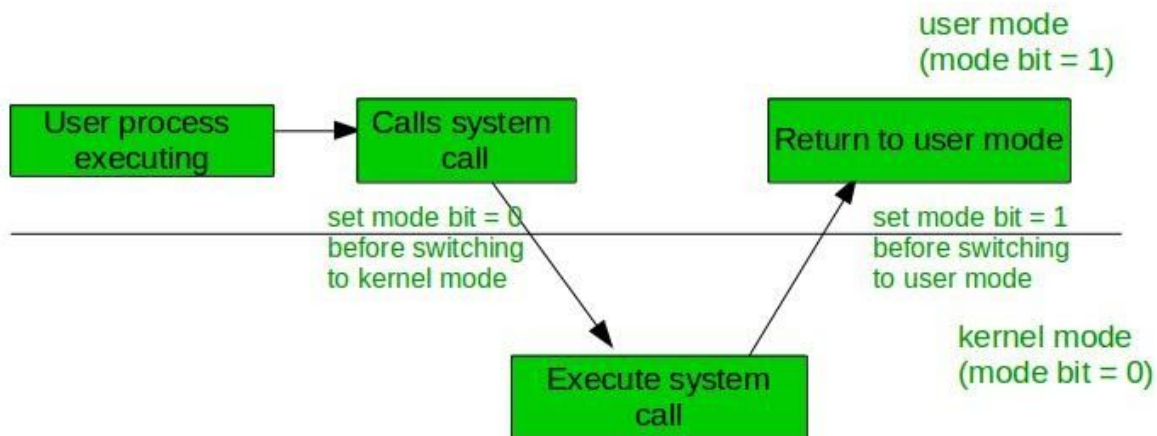 user mode
(mode bit = 1)
User process
executing
Calls system
call
Return to user mode
set mode bit = 0
before switching
to kernel mode
set mode bit = 1
before switching
to user mode
kernel mode
(mode bit = 0)
Execute system
call